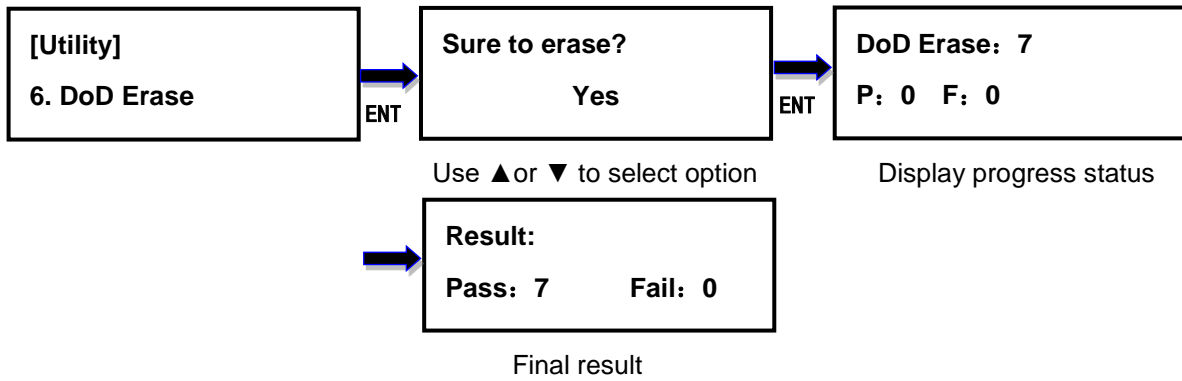 [Utility]
6. DoD Erase
ENT
Sure to erase?
Yes
Use ▲or ▼ to select option
ENT
DoD Erase：7
P：0 F：0
Display progress status
Result:
Pass：7 Fail：0
Final result